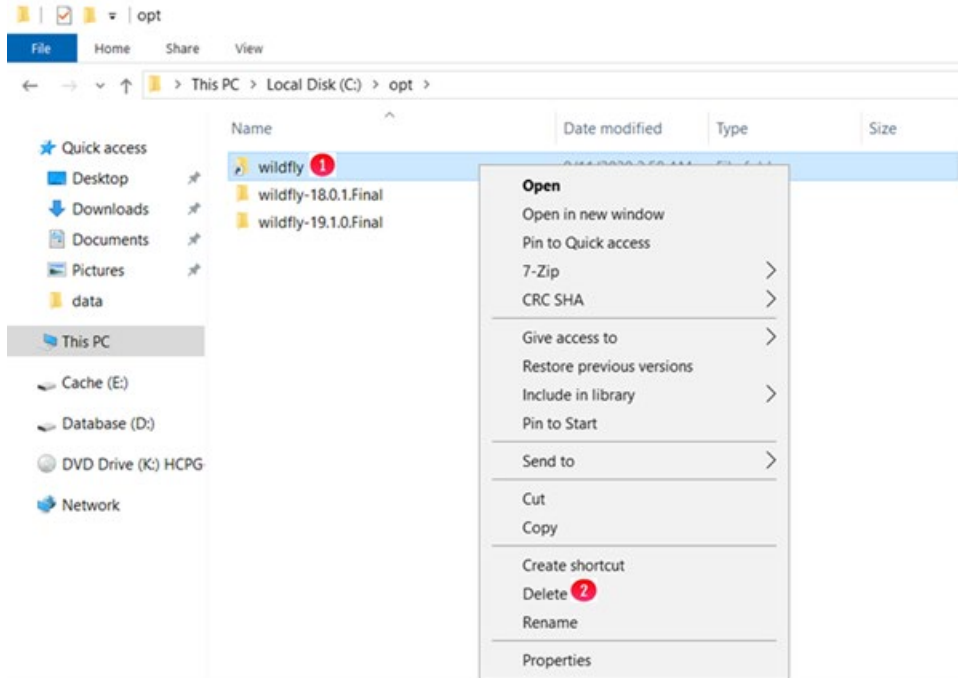 opt
File Home Share View
This PC > Local Disk (C:) > opt >
Name Date modified Type Size
Quick access
Desktop
Downloads
Documents
Pictures
data
This PC
Cache (E:)
Database (D:)
DVD Drive (K:) HCPG
Network
wildfly 1
wildfly-18.0.1.Final
wildfly-19.1.0.Final
Open
Open in new window
Pin to Quick access
7-Zip
CRC SHA
Give access to
Restore previous versions
Include in library
Pin to Start
Send to
Cut
Copy
Create shortcut
Delete 2
Rename
Properties